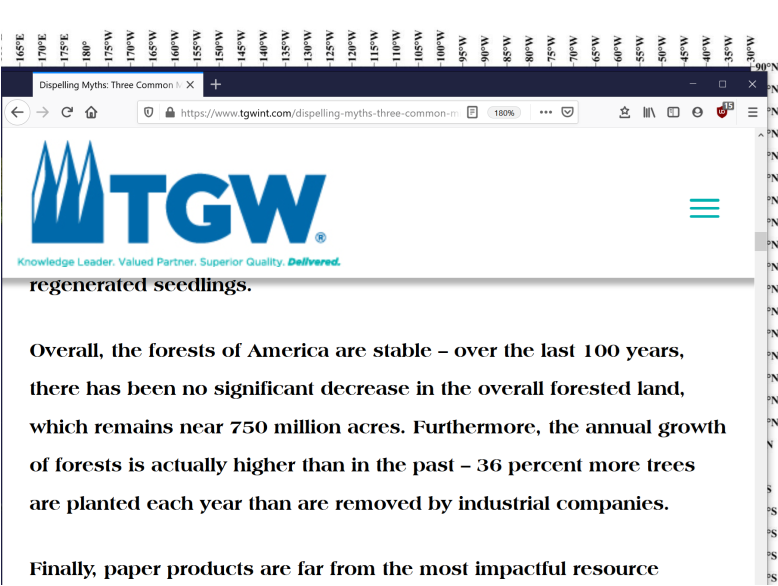 165°E 170°E 175°E 180° 175°W 170°W 165°W 160°W 155°W 150°W 145°W 140°W 135°W 130°W 125°W 120°W 115°W 110°W 105°W 100°W 95°W 90°W 85°W 80°W 75°W 70°W 65°W 60°W 55°W 50°W 45°W 40°W 35°W 30°W
90°N
Dispelling Myths: Three Common
https://www.tgwint.com/dispelling-myths-three-common-m
180%
15
TGW®
Knowledge Leader. Valued Partner. Superior Quality. Delivered.
regenerated seedlings.
Overall, the forests of America are stable – over the last 100 years,
there has been no significant decrease in the overall forested land,
which remains near 750 million acres. Furthermore, the annual growth
of forests is actually higher than in the past – 36 percent more trees
are planted each year than are removed by industrial companies.
Finally, paper products are far from the most impactful resource